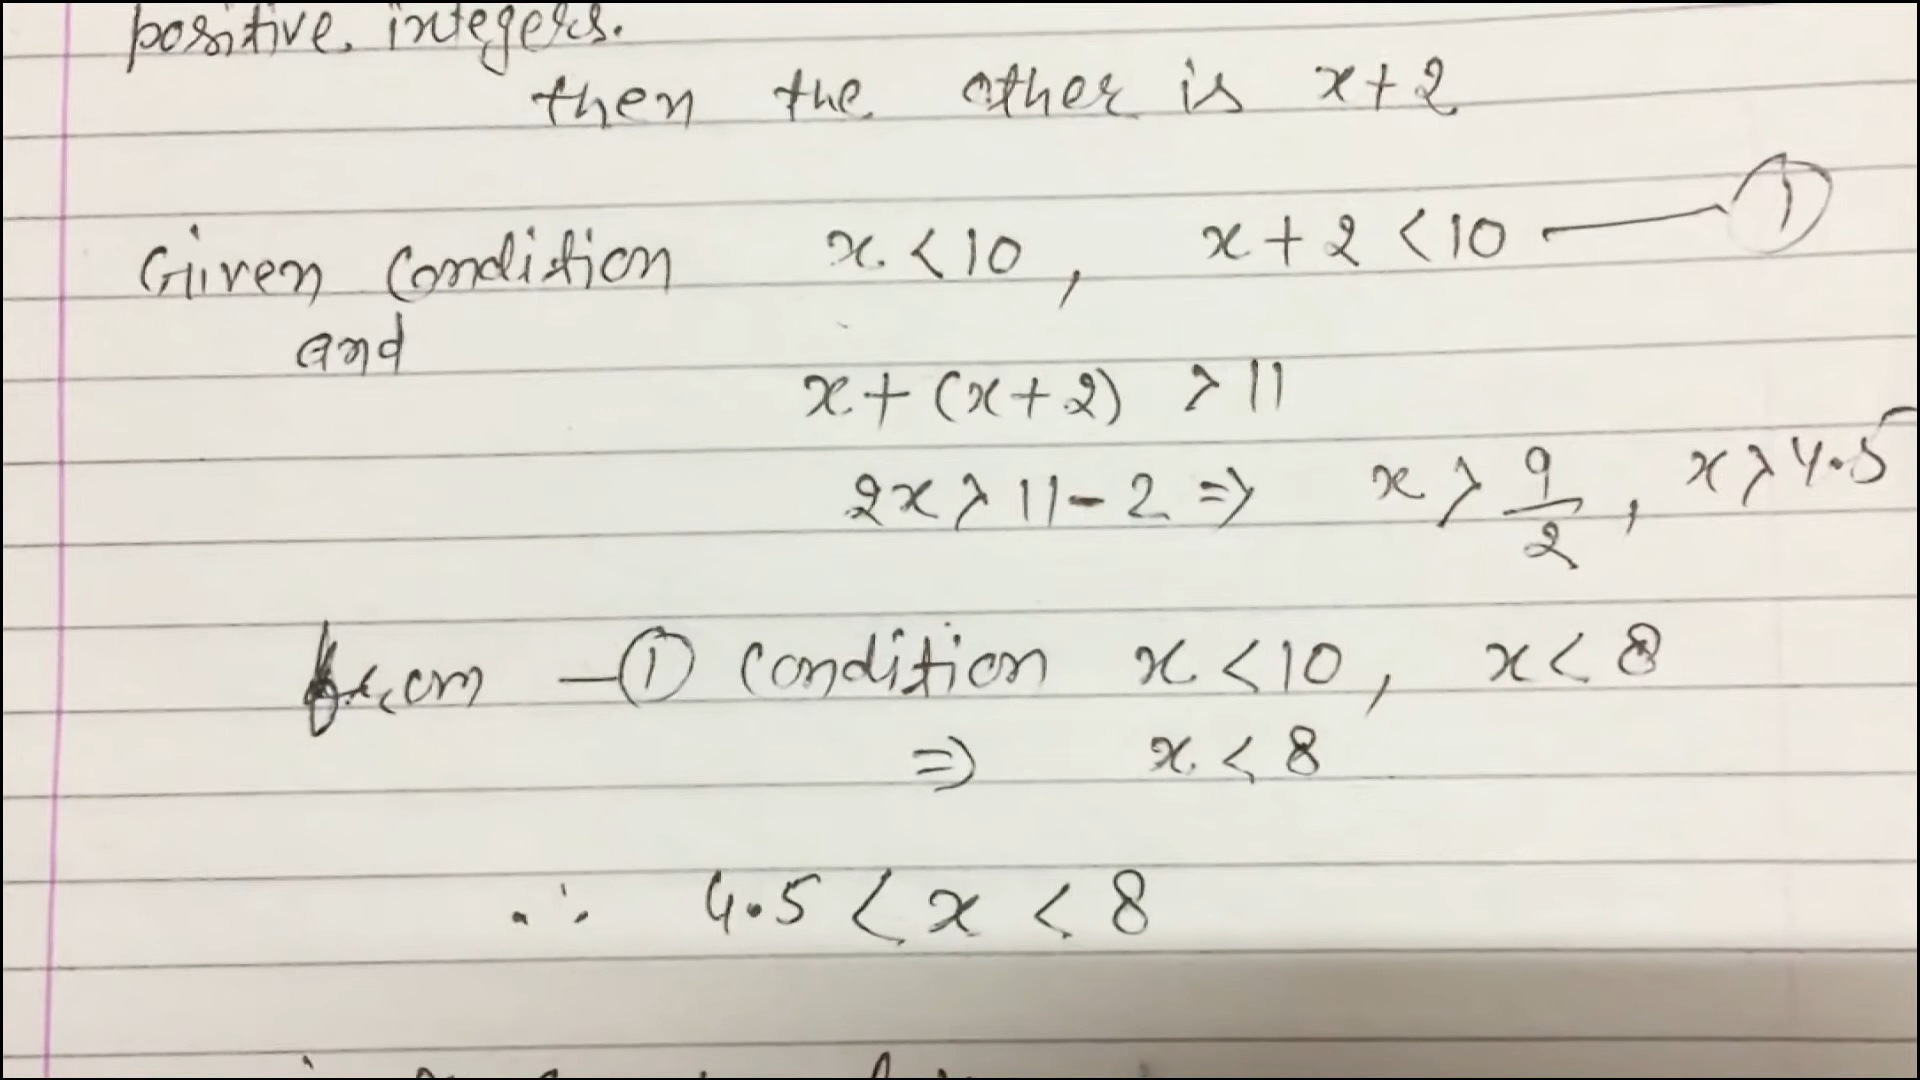 positive integers.
then the other is x+2
Given condition x < 10, x + 2 < 10 — ①
and
x + (x + 2) > 11
2x > 11 - 2 ⇒ x > 9/2, x > 4.5
from — ① condition x < 10, x < 8
⇒ x < 8
∴ 4.5 < x < 8